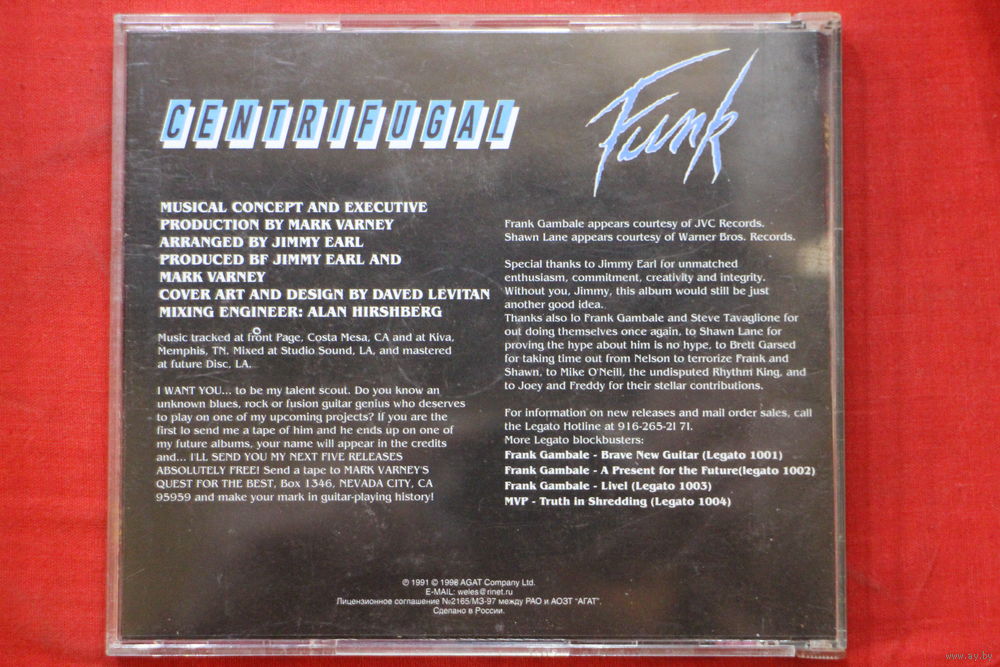 CENTRIFUGAL
Funk
MUSICAL CONCEPT AND EXECUTIVE
PRODUCTION BY MARK VARNEY
ARRANGED BY JIMMY EARL
PRODUCED BF JIMMY EARL AND
MARK VARNEY
COVER ART AND DESIGN BY DAVED LEVITAN
MIXING ENGINEER: ALAN HIRSHBERG
Music tracked at front Page, Costa Mesa, CA and at Kiva,
Memphis, TN. Mixed at Studio Sound, LA, and mastered
at future Disc, LA.
I WANT YOU... to be my talent scout. Do you know an
unknown blues, rock or fusion guitar genius who deserves
to play on one of my upcoming projects? If you are the
first lo send me a tape of him and he ends up on one of
my future albums, your name will appear in the credits
and... I'LL SEND YOU MY NEXT FIVE RELEASES
ABSOLUTELY FREE! Send a tape to MARK VARNEY'S
QUEST FOR THE BEST, Box 1346, NEVADA CITY, CA
95959 and make your mark in guitar-playing history!
Frank Gambale appears courtesy of JVC Records.
Shawn Lane appears courtesy of Warner Bros. Records.
Special thanks to Jimmy Earl for unmatched
enthusiasm, commitment, creativity and integrity.
Without you, Jimmy, this album would still be just
another good idea.
Thanks also lo Frank Gambale and Steve Tavaglione for
out doing themselves once again, to Shawn Lane for
proving the hype about him is no hype, to Brett Garsed
for taking time out from Nelson to terrorize Frank and
Shawn, to Mike O'Neill, the undisputed Rhythm King, and
to Joey and Freddy for their stellar contributions.
For information on new releases and mail order sales, call
the Legato Hotline at 916-265-21 71.
More Legato blockbusters:
Frank Gambale - Brave New Guitar (Legato 1001)
Frank Gambale - A Present for the Future(legato 1002)
Frank Gambale - Livel (Legato 1003)
MVP - Truth in Shredding (Legato 1004)
℗ 1991 © 1998 AGAT Company Ltd.
E-MAIL: weles@rinet.ru
Лицензионное соглашение №2165/МЗ-97 между РАО и АОЗТ "АГАТ".
Сделано в России.
www.ay.by